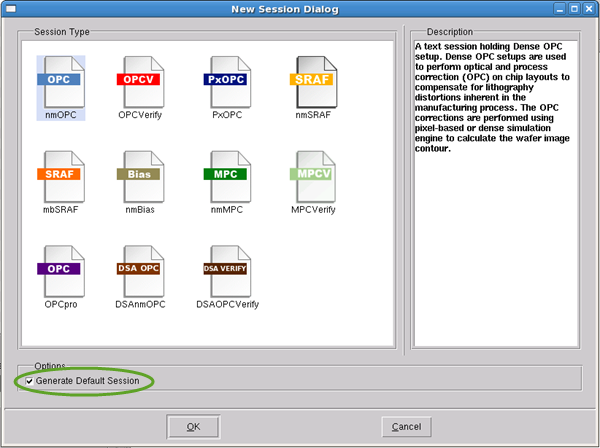 New Session Dialog
Session Type
OPC
OPCV
PxOPC
SRAF
nmOPC
OPCVerify
PxOPC
nmSRAF
SRAF
Bias
MPC
MPCV
mbSRAF
nmBias
nmMPC
MPCVerify
OPC
DSA OPC
DSA VERIFY
OPCpro
DSAnmOPC
DSAOPCVerify
Description
A text session holding Dense OPC
setup. Dense OPC setups are used
to perform optical and process
correction (OPC) on chip layouts to
compensate for lithography
distortions inherent in the
manufacturing process. The OPC
corrections are performed using
pixel-based or dense simulation
engine to calculate the wafer image
contour.
Options
Generate Default Session
OK
Cancel